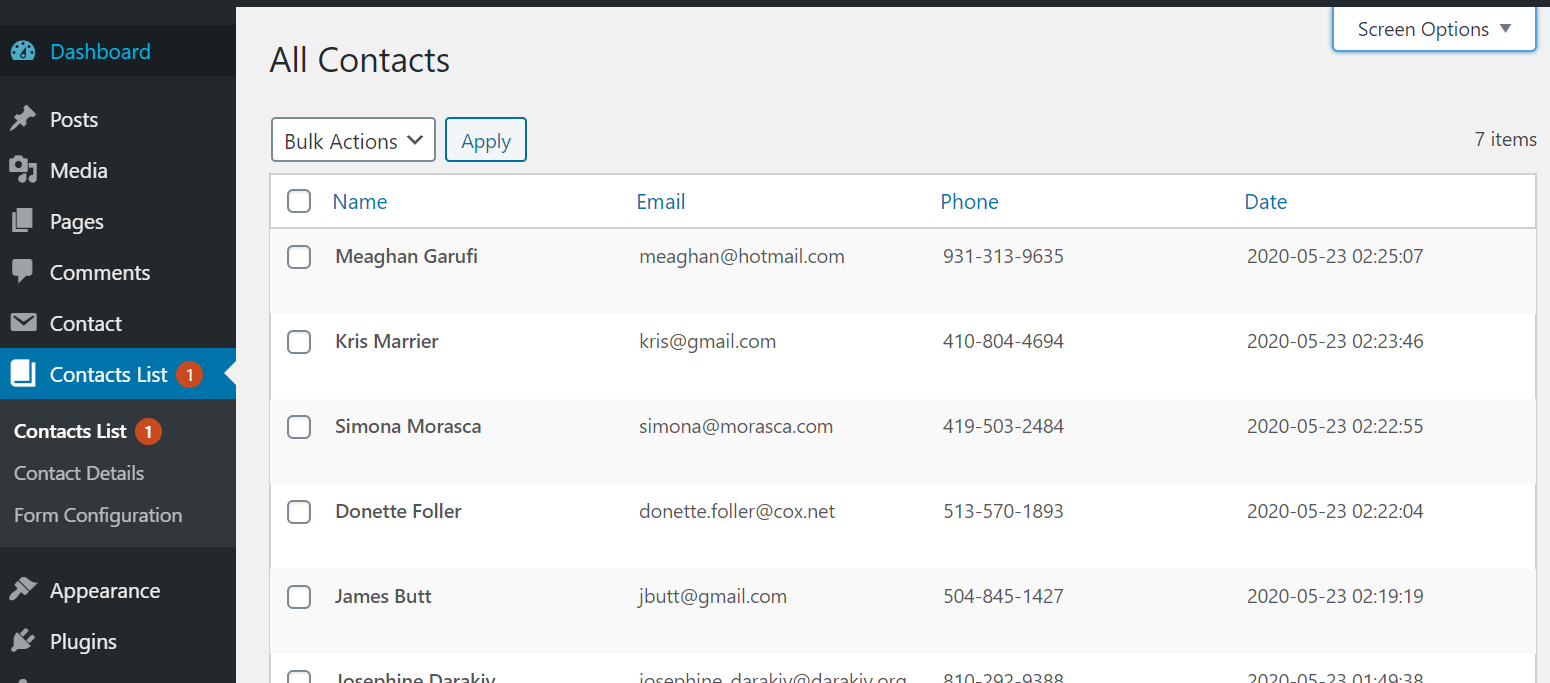 Dashboard
Posts
Media
Pages
Comments
Contact
Contacts List 1
Contacts List 1
Contact Details
Form Configuration
Appearance
Plugins
Screen Options
All Contacts
Bulk Actions Apply 7 items
Name Email Phone Date
Meaghan Garufi meaghan@hotmail.com 931-313-9635 2020-05-23 02:25:07
Kris Marrier kris@gmail.com 410-804-4694 2020-05-23 02:23:46
Simona Morasca simona@morasca.com 419-503-2484 2020-05-23 02:22:55
Donette Foller donette.foller@cox.net 513-570-1893 2020-05-23 02:22:04
James Butt jbutt@gmail.com 504-845-1427 2020-05-23 02:19:19
Josephine Darakjy josephine_darakjy@darakjy.org 810-292-9388 2020-05-23 01:49:38